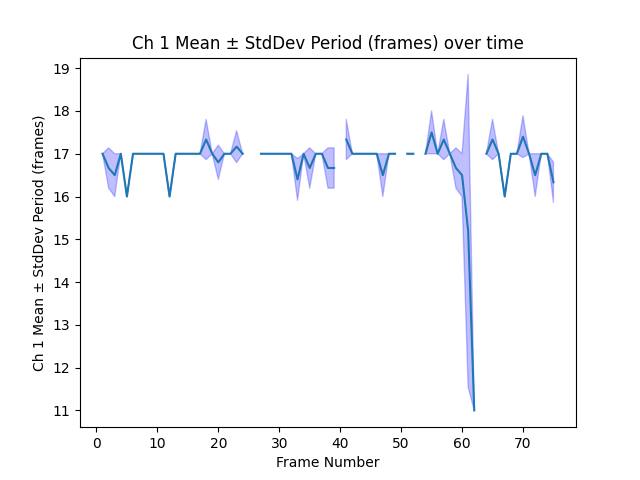 Ch 1 Mean ± StdDev Period (frames) over time
Ch 1 Mean ± StdDev Period (frames)
19
18
17
16
15
14
13
12
11
0 10 20 30 40 50 60 70
Frame Number